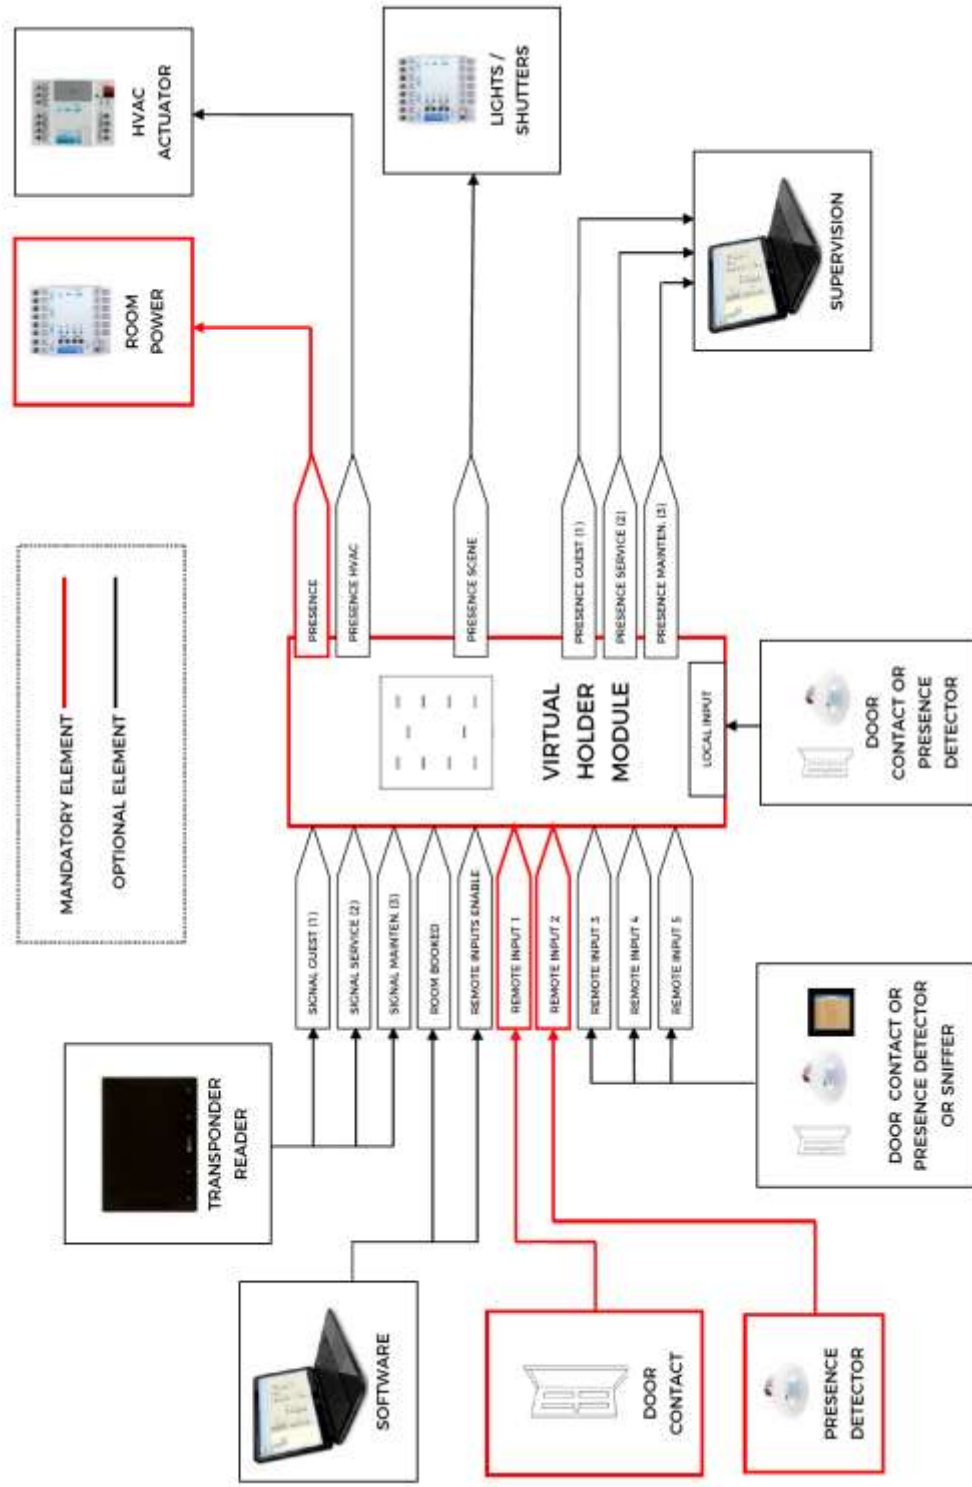 MANDATORY ELEMENT
OPTIONAL ELEMENT
TRANSPONDER
READER
SOFTWARE
DOOR
CONTACT
PRESENCE
DETECTOR
DOOR CONTACT OR
PRESENCE DETECTOR
OR SNIFFER
SIGNAL GUEST (1)
SIGNAL SERVICE (2)
SIGNAL MAINTEN. (3)
ROOM BOOKED
REMOTE INPUTS ENABLE
REMOTE INPUT 1
REMOTE INPUT 2
REMOTE INPUT 3
REMOTE INPUT 4
REMOTE INPUT 5
VIRTUAL
HOLDER
MODULE
LOCAL INPUT
DOOR
CONTACT OR
PRESENCE
DETECTOR
PRESENCE
PRESENCE HVAC
PRESENCE SCENE
PRESENCE GUEST (1)
PRESENCE SERVICE (2)
PRESENCE MAINTEN. (3)
ROOM
POWER
HVAC
ACTUATOR
LIGHTS /
SHUTTERS
SUPERVISION